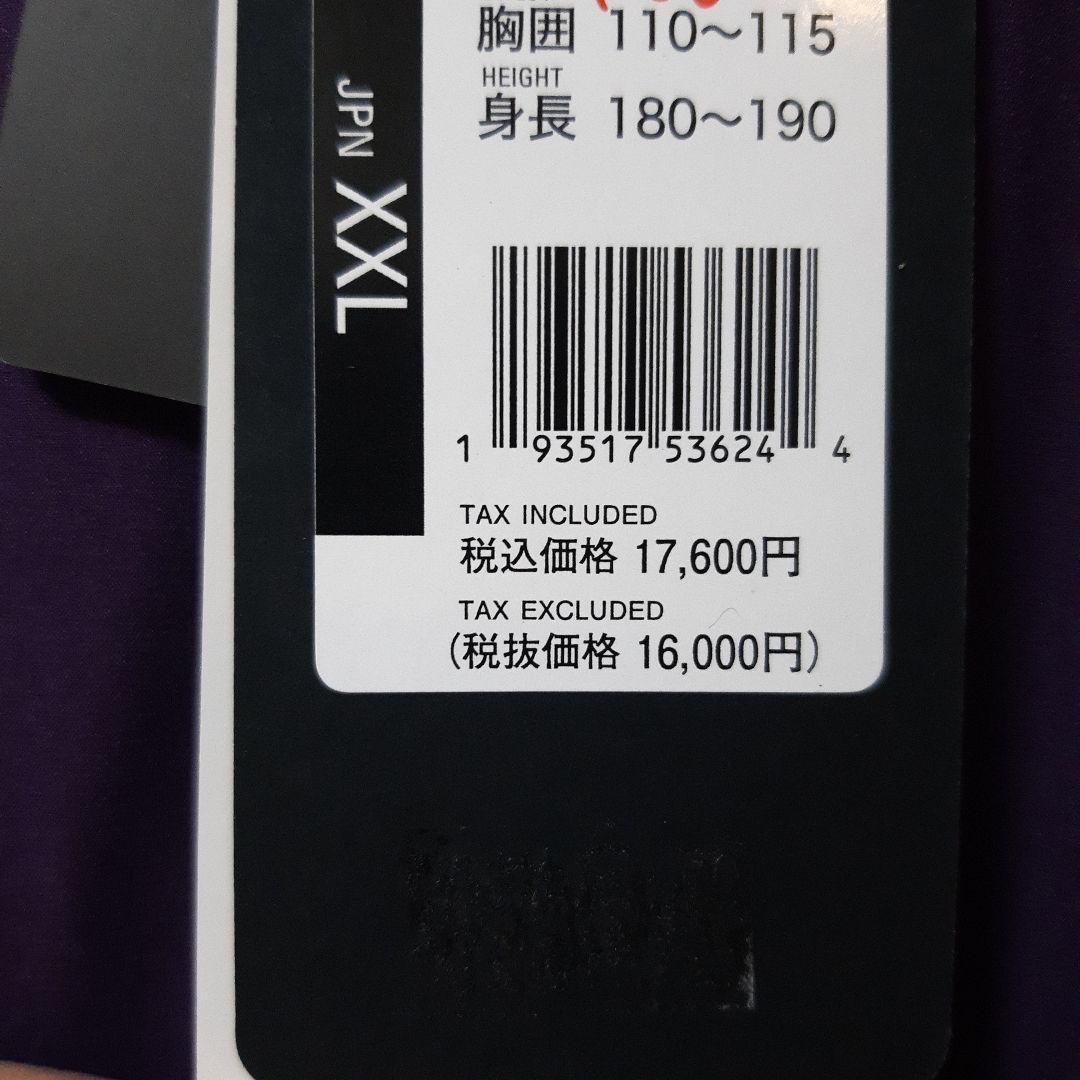 胸囲 110～115
HEIGHT
身長 180～190
JPN XXL
1 93517 53624 4
TAX INCLUDED
税込価格 17,600円
TAX EXCLUDED
(税抜価格 16,000円)